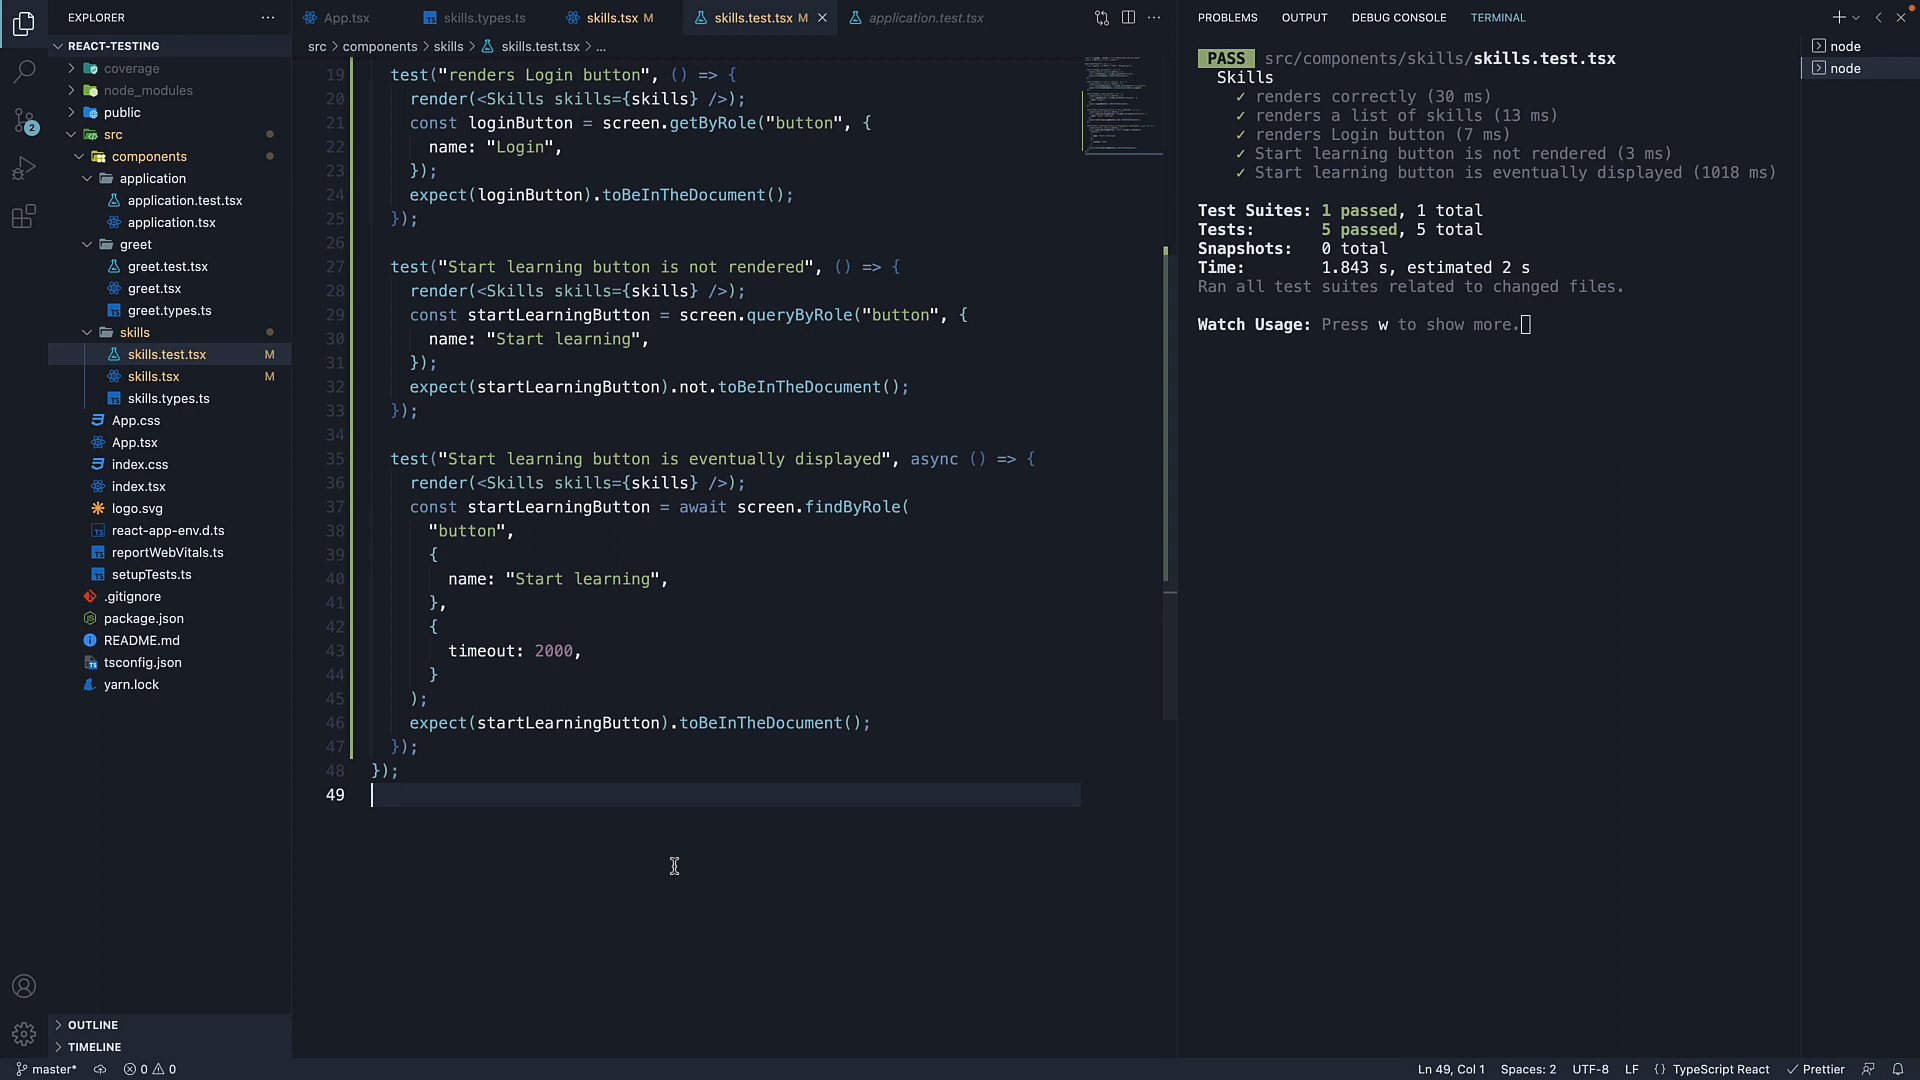 EXPLORER
REACT-TESTING
coverage
node_modules
public
src
components
application
application.test.tsx
application.tsx
greet
greet.test.tsx
greet.tsx
greet.types.ts
skills
skills.test.tsx M
skills.tsx M
skills.types.ts
App.css
App.tsx
index.css
index.tsx
logo.svg
react-app-env.d.ts
reportWebVitals.ts
setupTests.ts
.gitignore
package.json
README.md
tsconfig.json
yarn.lock
OUTLINE
TIMELINE
2
App.tsx
skills.types.ts
skills.tsx M
skills.test.tsx M
application.test.tsx
src > components > skills > skills.test.tsx > ...
19 test("renders Login button", () => {
20 render(<Skills skills={skills} />);
21 const loginButton = screen.getByRole("button", {
22 name: "Login",
23 });
24 expect(loginButton).toBeInTheDocument();
25 });
26
27 test("Start learning button is not rendered", () => {
28 render(<Skills skills={skills} />);
29 const startLearningButton = screen.queryByRole("button", {
30 name: "Start learning",
31 });
32 expect(startLearningButton).not.toBeInTheDocument();
33 });
34
35 test("Start learning button is eventually displayed", async () => {
36 render(<Skills skills={skills} />);
37 const startLearningButton = await screen.findByRole(
38 "button",
39 {
40 name: "Start learning",
41 },
42 {
43 timeout: 2000,
44 }
45 );
46 expect(startLearningButton).toBeInTheDocument();
47 });
48 });
49
PROBLEMS OUTPUT DEBUG CONSOLE TERMINAL
node
node
PASS src/components/skills/skills.test.tsx
Skills
✓ renders correctly (30 ms)
✓ renders a list of skills (13 ms)
✓ renders Login button (7 ms)
✓ Start learning button is not rendered (3 ms)
✓ Start learning button is eventually displayed (1018 ms)
Test Suites: 1 passed, 1 total
Tests: 5 passed, 5 total
Snapshots: 0 total
Time: 1.843 s, estimated 2 s
Ran all test suites related to changed files.
Watch Usage: Press w to show more.
master* 0 0
Ln 49, Col 1 Spaces: 2 UTF-8 LF {} TypeScript React ✓ Prettier